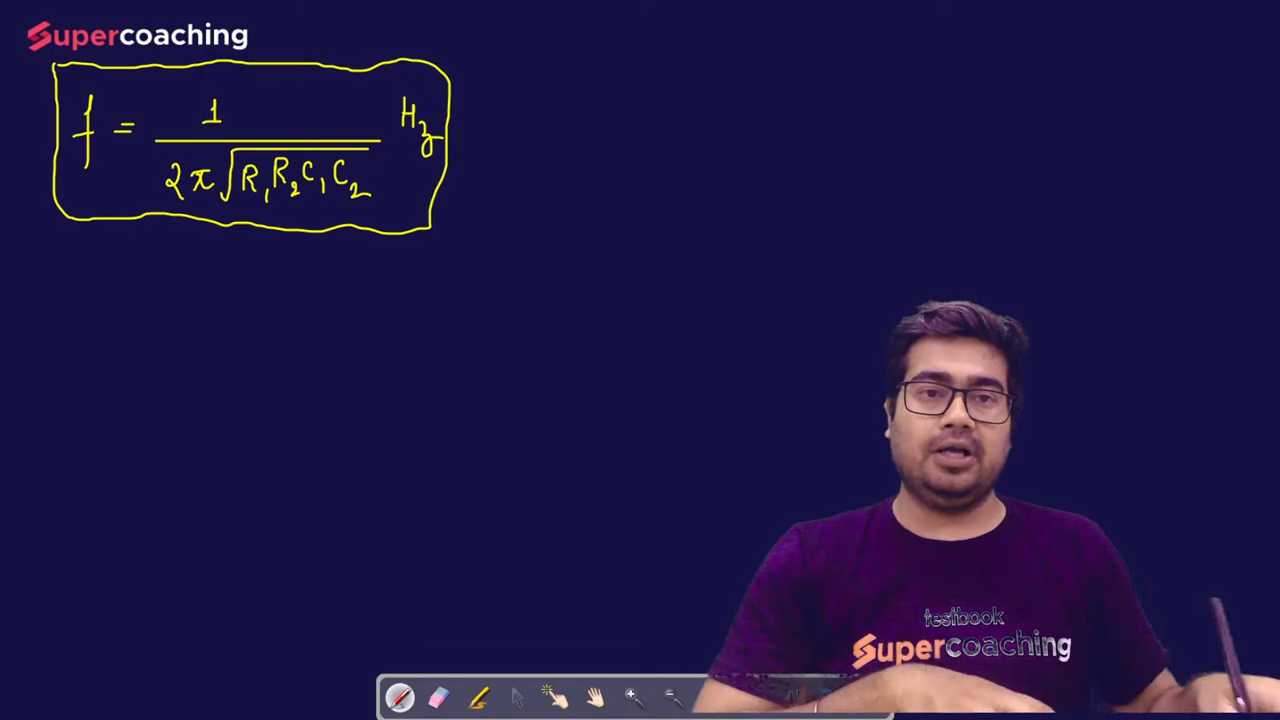 Supercoaching
f = 1 / 2π√R₁R₂C₁C₂ Hz
testbook
Supercoaching